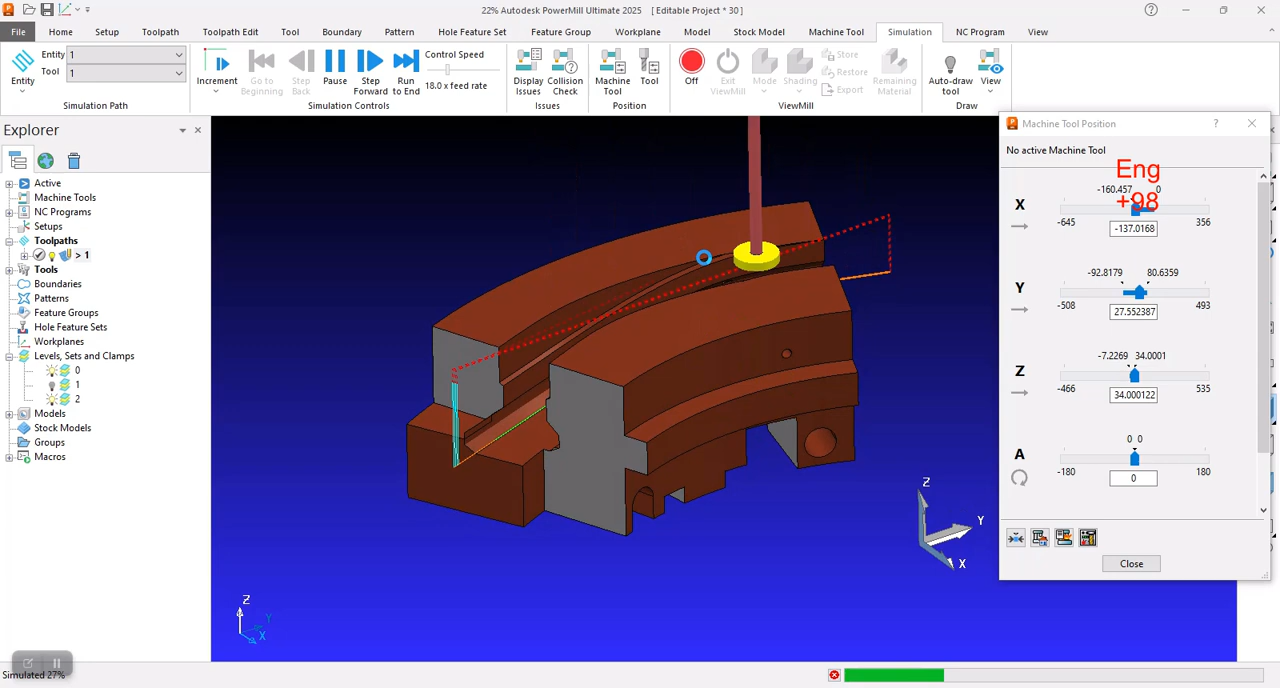 22% Autodesk PowerMill Ultimate 2025 [ Editable Project * 30 ]
File Home Setup Toolpath Toolpath Edit Tool Boundary Pattern Hole Feature Set Feature Group Workplane Model Stock Model Machine Tool Simulation NC Program View
Entity 1
Tool 1
Entity
Simulation Path
Increment
Go to Beginning
Step Back
Pause
Step Forward
Run to End
Control Speed
18.0 x feed rate
Simulation Controls
Display Issues
Collision Check
Issues
Machine Tool
Tool
Position
Off
Exit ViewMill
Mode
Shading
Store
Restore
Export
Remaining Material
ViewMill
Auto-draw tool
View
Draw
Explorer
Active
Machine Tools
NC Programs
Setups
Toolpaths
> 1
Tools
Boundaries
Patterns
Feature Groups
Hole Feature Sets
Workplanes
Levels, Sets and Clamps
0
1
2
Models
Stock Models
Groups
Macros
Z
Y
X
Z
Y
X
Machine Tool Position
No active Machine Tool
Eng
+98
-160.457 0
X
-645 356
-137.0168
-92.8179 80.6359
Y
-508 493
27.552387
-7.2269 34.0001
Z
-466 535
34.000122
0 0
A
-180 180
0
Close
Simulated 27%